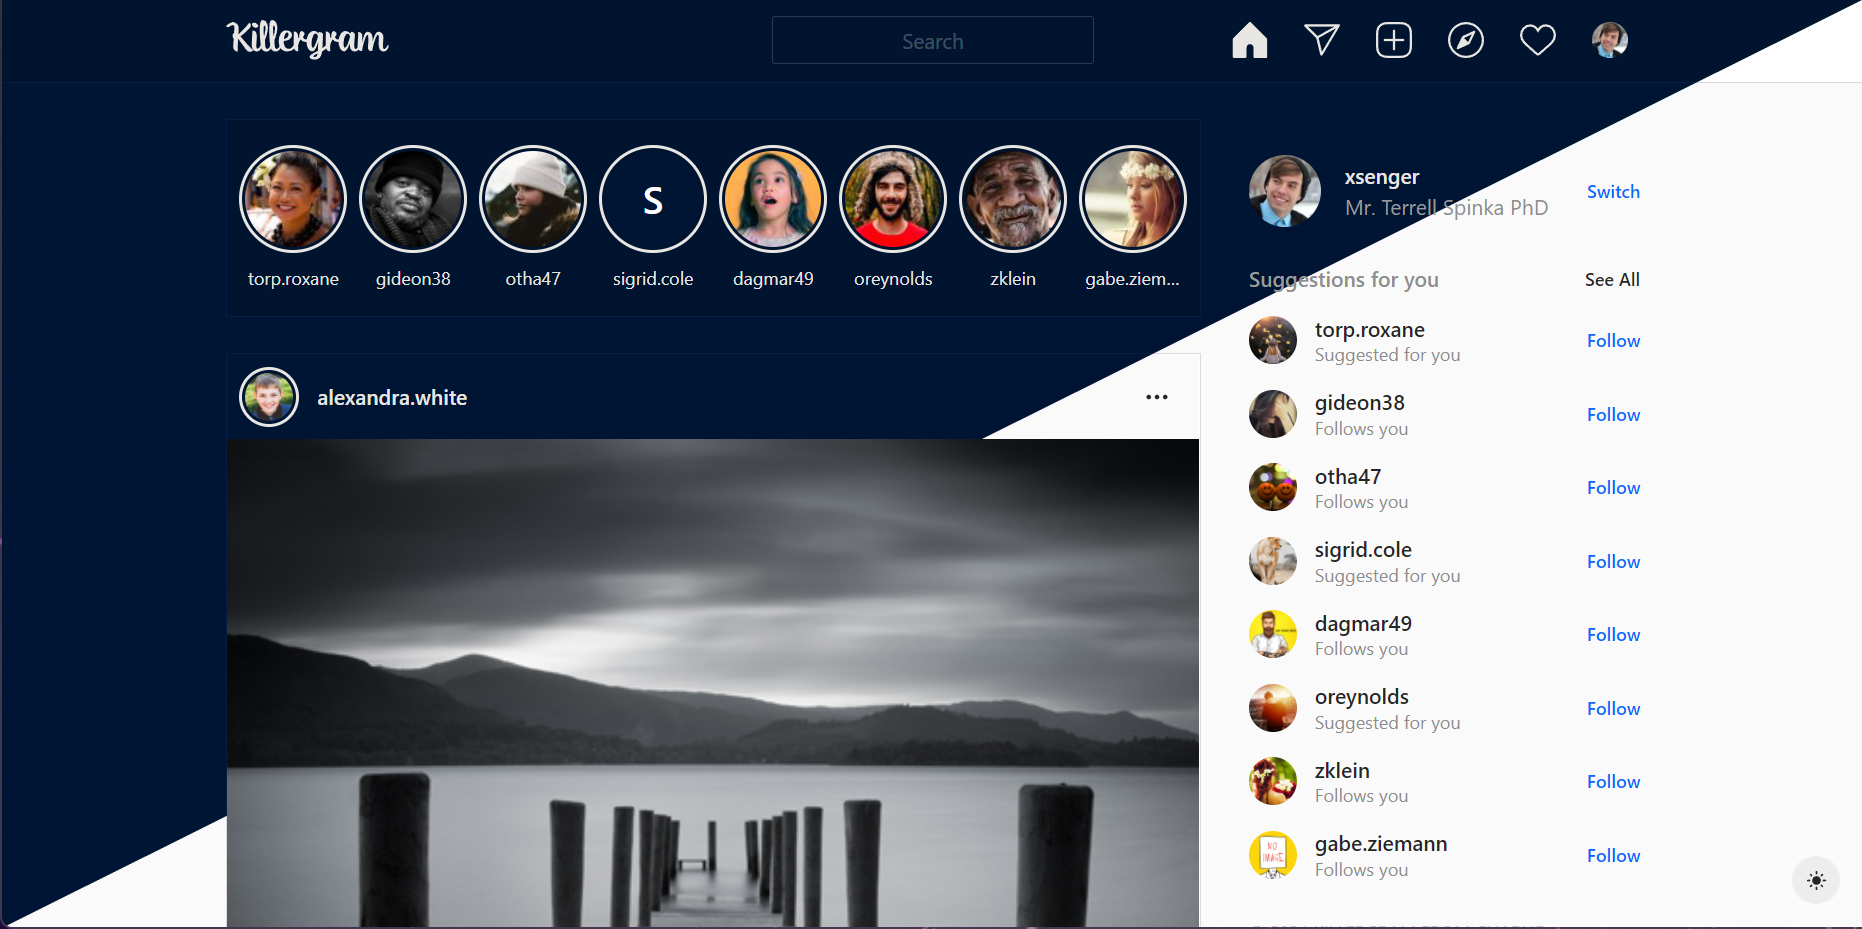 Killergram
Search
torp.roxane
gideon38
otha47
S
sigrid.cole
dagmar49
oreynolds
zklein
gabe.ziem...
alexandra.white
xsenger
Mr. Terrell Spinka PhD
Switch
Suggestions for you
See All
torp.roxane
Suggested for you
Follow
gideon38
Follows you
Follow
otha47
Follows you
Follow
sigrid.cole
Suggested for you
Follow
dagmar49
Follows you
Follow
oreynolds
Suggested for you
Follow
zklein
Follows you
Follow
NO
IMAGE
gabe.ziemann
Follows you
Follow